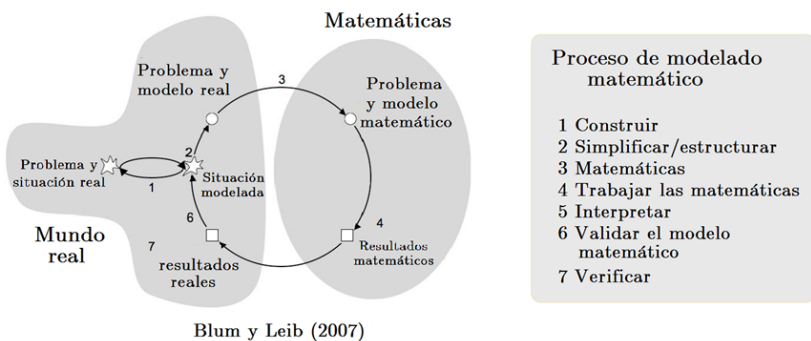 Matemáticas
Problema y
modelo real
3
Problema
y modelo
matemático
2
Problema y
situación real
1
Situación
modelada
6
4
Mundo
real
7
resultados
reales
Resultados
matemáticos
Blum y Leib (2007)
Proceso de modelado
matemático
1 Construir
2 Simplificar/estructurar
3 Matemáticas
4 Trabajar las matemáticas
5 Interpretar
6 Validar el modelo
matemático
7 Verificar